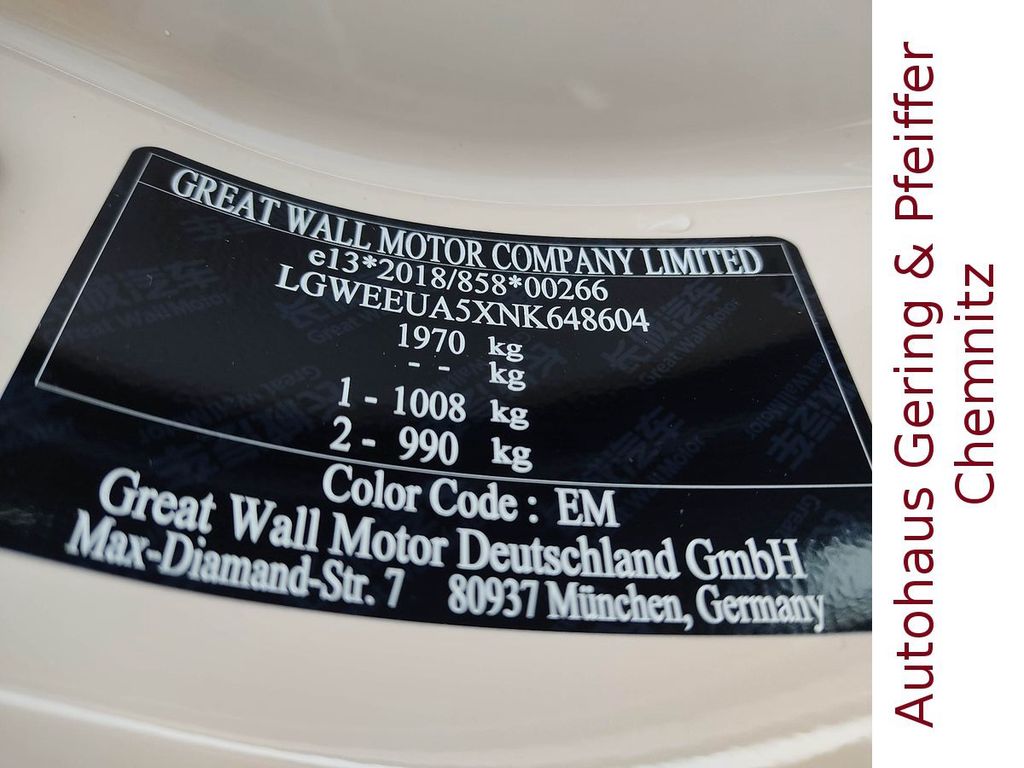 GREAT WALL MOTOR COMPANY LIMITED
e13*2018/858*00266
LGWEEUA5XNK648604
1970 kg
- - kg
1 - 1008 kg
2 - 990 kg
Color Code : EM
Great Wall Motor Deutschland GmbH
Max-Diamand-Str. 7 80937 München, Germany
Autohaus Gering & Pfeiffer
Chemnitz